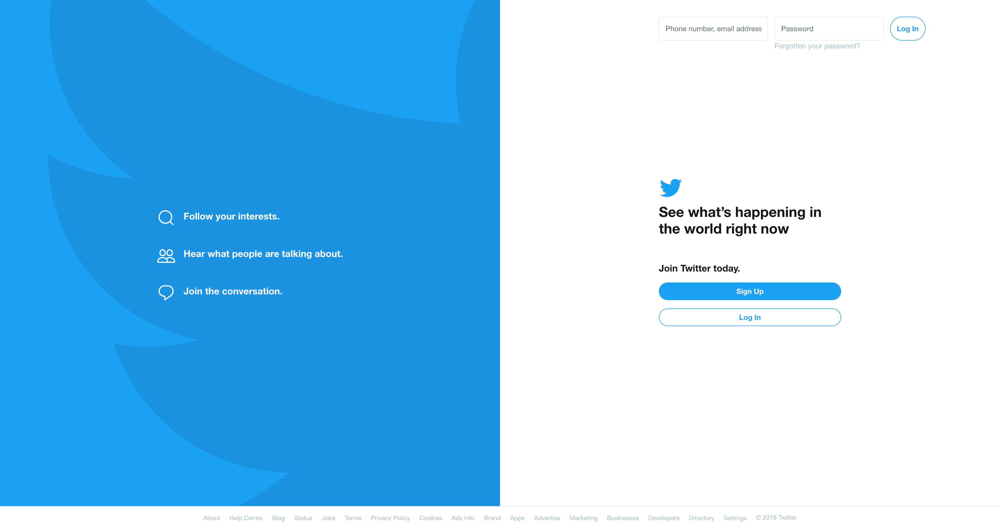 Phone number, email address
Password
Log In
Forgotten your password?
Follow your interests.
Hear what people are talking about.
Join the conversation.
See what’s happening in
the world right now
Join Twitter today.
Sign Up
Log In
About Help Centre Blog Status Jobs Terms Privacy Policy Cookies Ads info Brand Apps Advertise Marketing Businesses Developers Directory Settings © 2019 Twitter